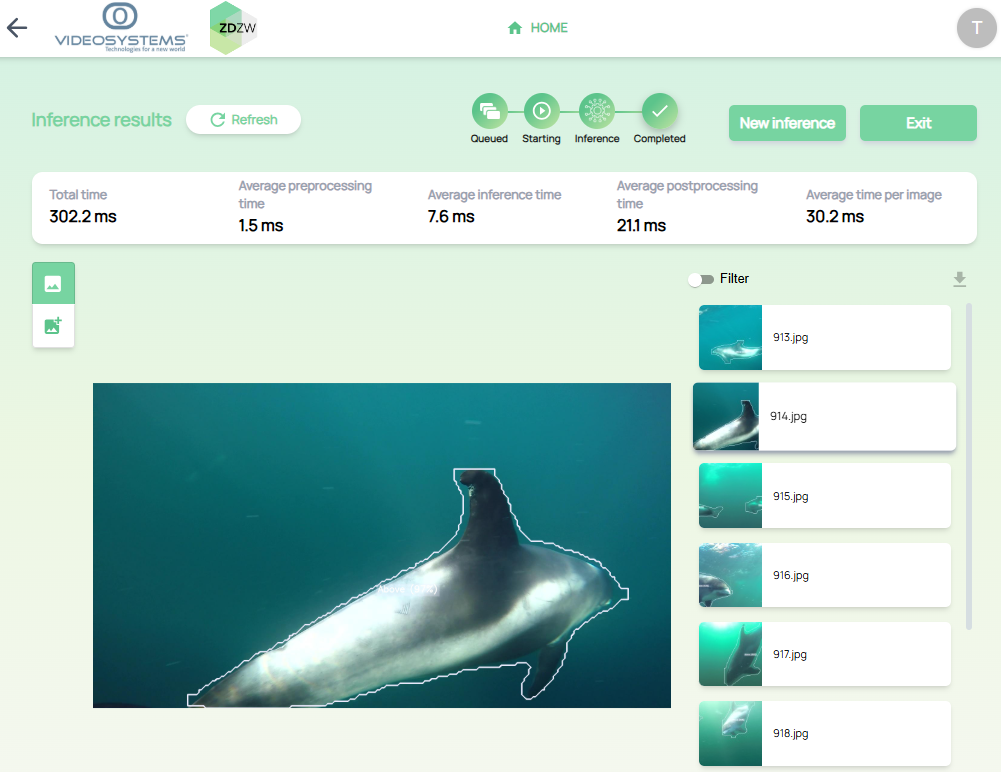 VIDEOSYSTEMS
Technologies for a new world
ZDZW
HOME
T
Inference results
Refresh
Queued
Starting
Inference
Completed
New inference
Exit
Total time
302.2 ms
Average preprocessing
time
1.5 ms
Average inference time
7.6 ms
Average postprocessing
time
21.1 ms
Average time per image
30.2 ms
Filter
913.jpg
914.jpg
915.jpg
916.jpg
917.jpg
918.jpg